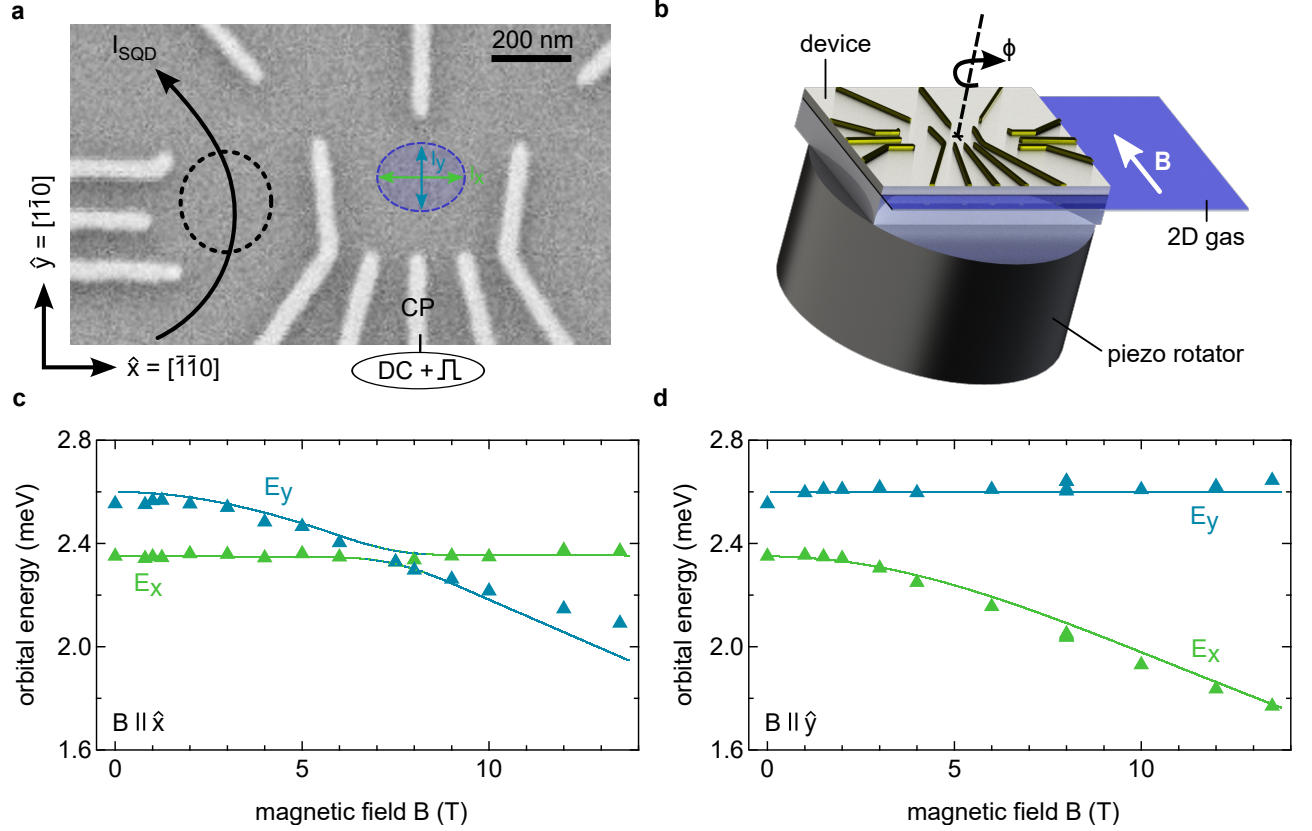 a
I_SQD
200 nm
l_y
l_x
CP
DC +
ŷ = [11̄0]
x̂ = [1̄1̄0]
b
device
ϕ
B
2D gas
piezo rotator
c
2.8
2.4
2.0
1.6
orbital energy (meV)
E_y
E_x
B || x̂
0
5
10
magnetic field B (T)
d
2.8
2.4
2.0
1.6
orbital energy (meV)
E_y
E_x
B || ŷ
0
5
10
magnetic field B (T)